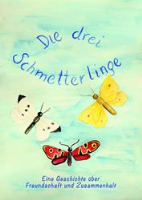 Die drei
Schmetterlinge
Eine Geschichte über
Freundschaft und Zusammenhalt